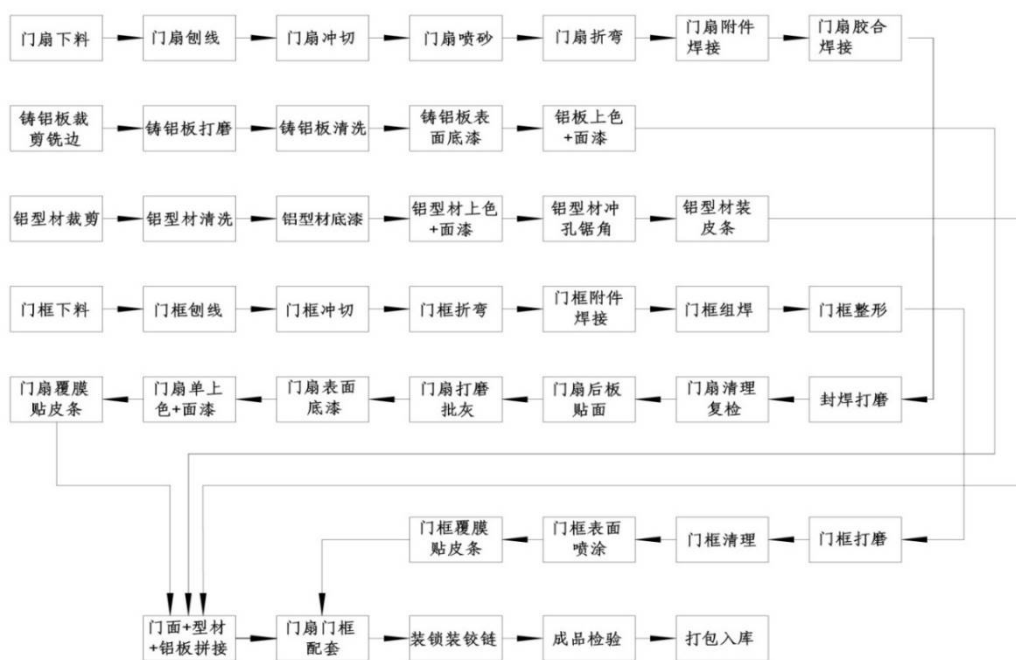 门扇下料
门扇刨线
门扇冲切
门扇喷砂
门扇折弯
门扇附件
焊接
门扇胶合
焊接
铸铝板裁
剪铣边
铸铝板打磨
铸铝板清洗
铸铝板表
面底漆
铝板上色
+面漆
铝型材裁剪
铝型材清洗
铝型材底漆
铝型材上色
+面漆
铝型材冲
孔锯角
铝型材装
皮条
门框下料
门框刨线
门框冲切
门框折弯
门框附件
焊接
门框组焊
门框整形
门扇覆膜
贴皮条
门扇单上
色+面漆
门扇表面
底漆
门扇打磨
批灰
门扇后板
贴面
门扇清理
复检
封焊打磨
门框覆膜
贴皮条
门框表面
喷涂
门框清理
门框打磨
门面+型材
+铝板拼接
门扇门框
配套
装锁装铰链
成品检验
打包入库